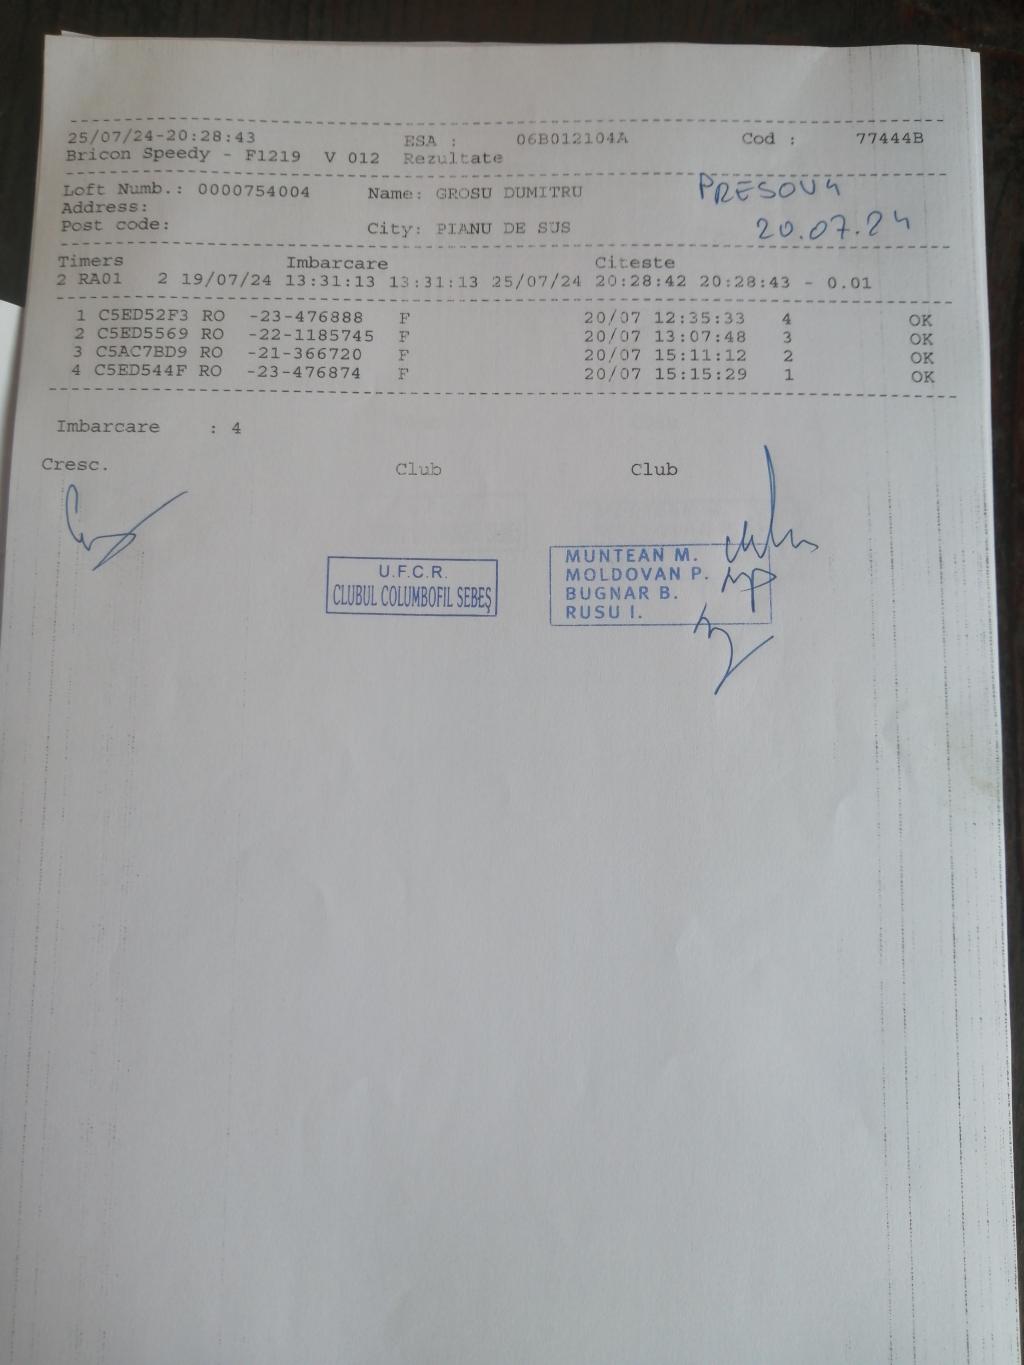 25/07/24-20:28:43 ESA : 06B012104A Cod : 77444B
Bricon Speedy - F1219 V 012 Rezultate
Loft Numb.: 0000754004 Name: GROSU DUMITRU PRESOV4
Address:
Post code: City: PIANU DE SUS 20.07.24
Timers Imbarcare Citeste
2 RA01 2 19/07/24 13:31:13 13:31:13 25/07/24 20:28:42 20:28:43 - 0.01
1 C5ED52F3 RO -23-476888 F 20/07 12:35:33 4 OK
2 C5ED5569 RO -22-1185745 F 20/07 13:07:48 3 OK
3 C5AC7BD9 RO -21-366720 F 20/07 15:11:12 2 OK
4 C5ED544F RO -23-476874 F 20/07 15:15:29 1 OK
Imbarcare : 4
Cresc. Club Club
U.F.C.R.
CLUBUL COLUMBOFIL SEBEȘ
MUNTEAN M.
MOLDOVAN P.
BUGNAR B.
RUSU I.